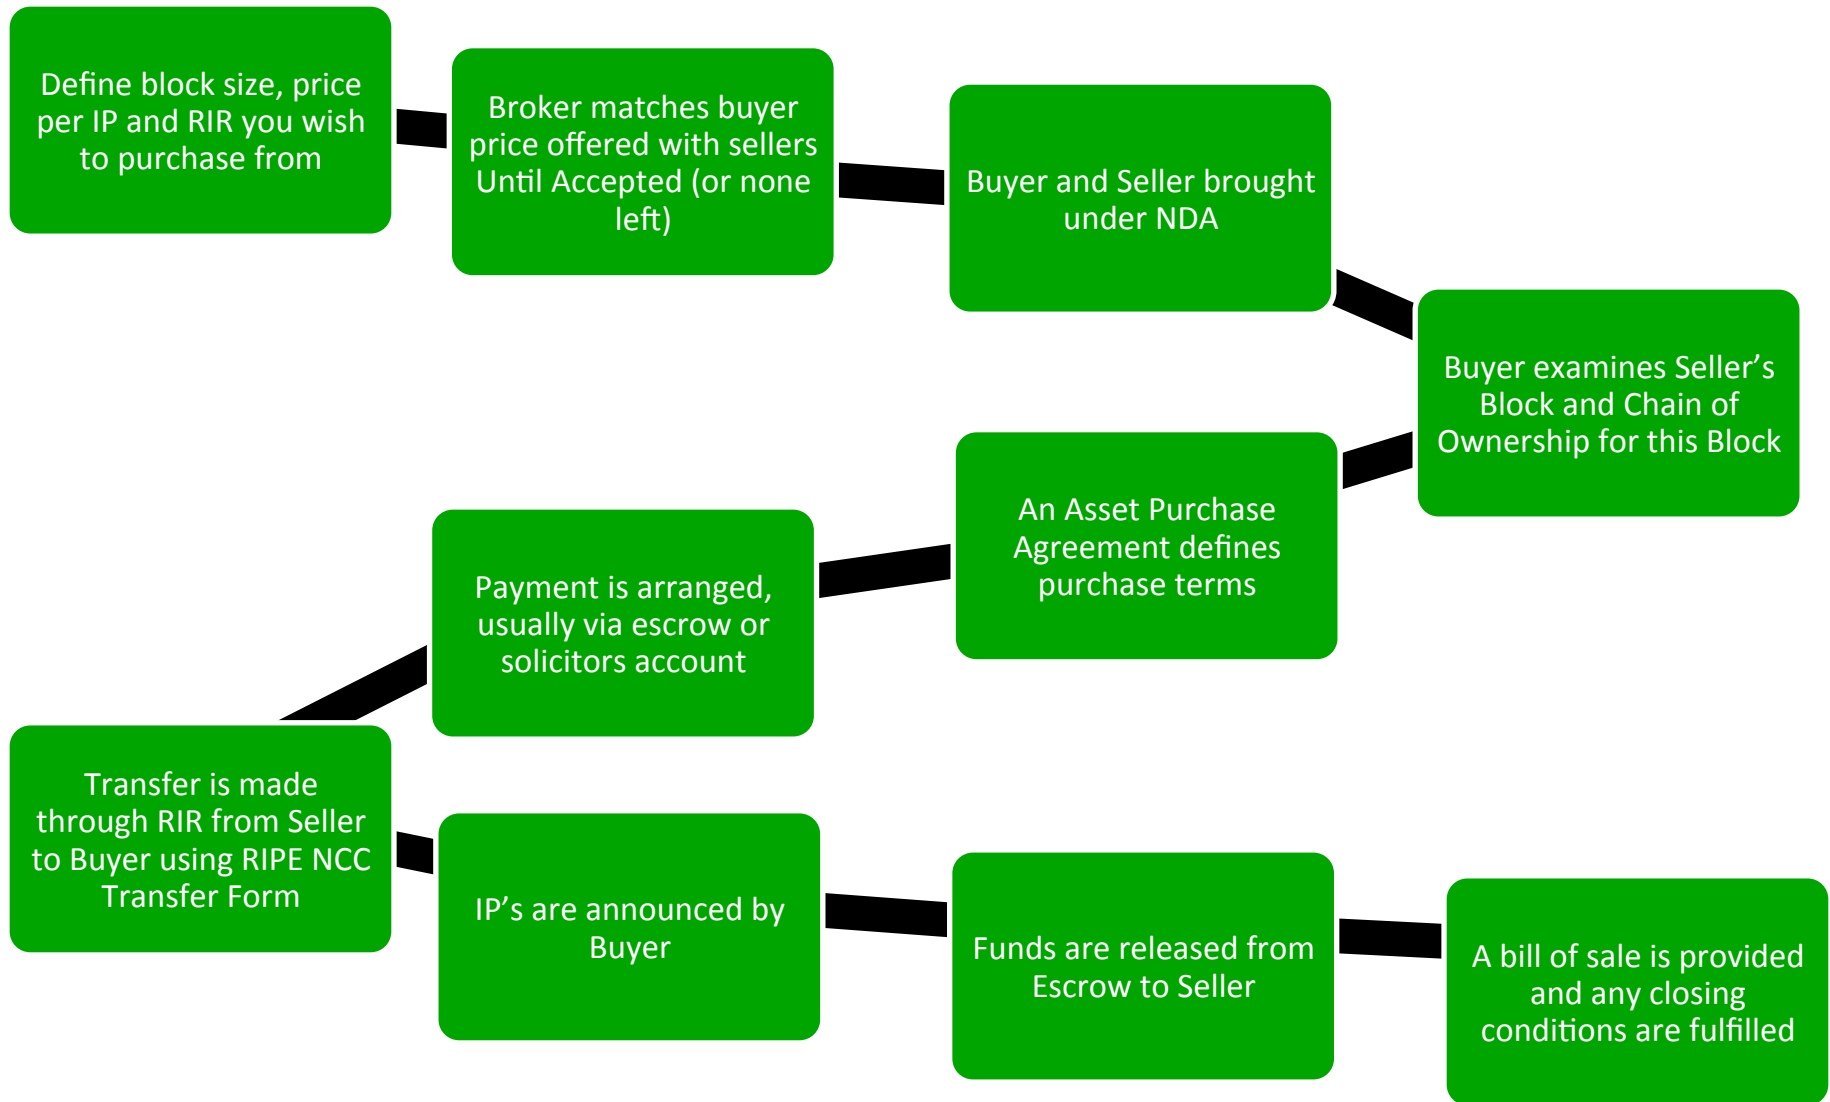 Define block size, price
per IP and RIR you wish
to purchase from
Broker matches buyer
price offered with sellers
Until Accepted (or none
left)
Buyer and Seller brought
under NDA
Buyer examines Seller’s
Block and Chain of
Ownership for this Block
An Asset Purchase
Agreement defines
purchase terms
Payment is arranged,
usually via escrow or
solicitors account
Transfer is made
through RIR from Seller
to Buyer using RIPE NCC
Transfer Form
IP’s are announced by
Buyer
Funds are released from
Escrow to Seller
A bill of sale is provided
and any closing
conditions are fulfilled